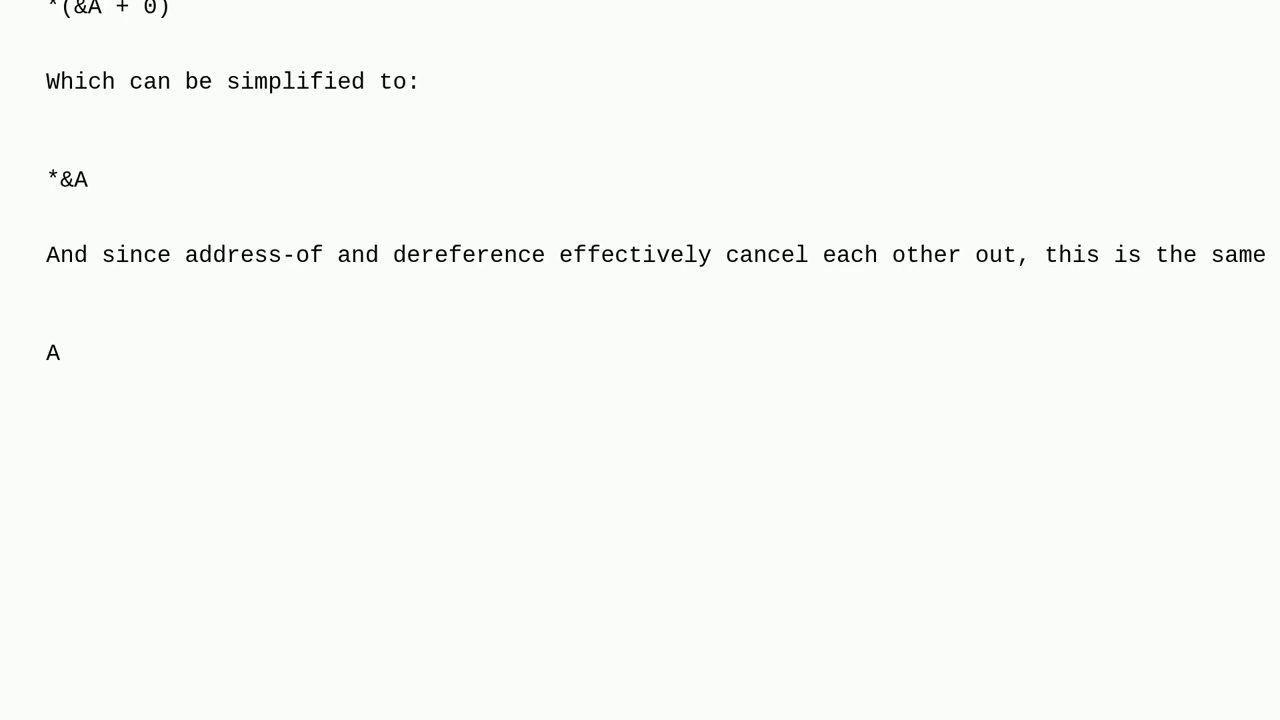 *(&A + 0)
Which can be simplified to:
*&A
And since address-of and dereference effectively cancel each other out, this is the same
A